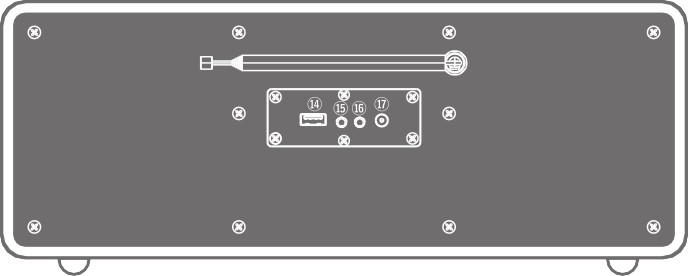 ⑭ ⑮ ⑯ ⑰